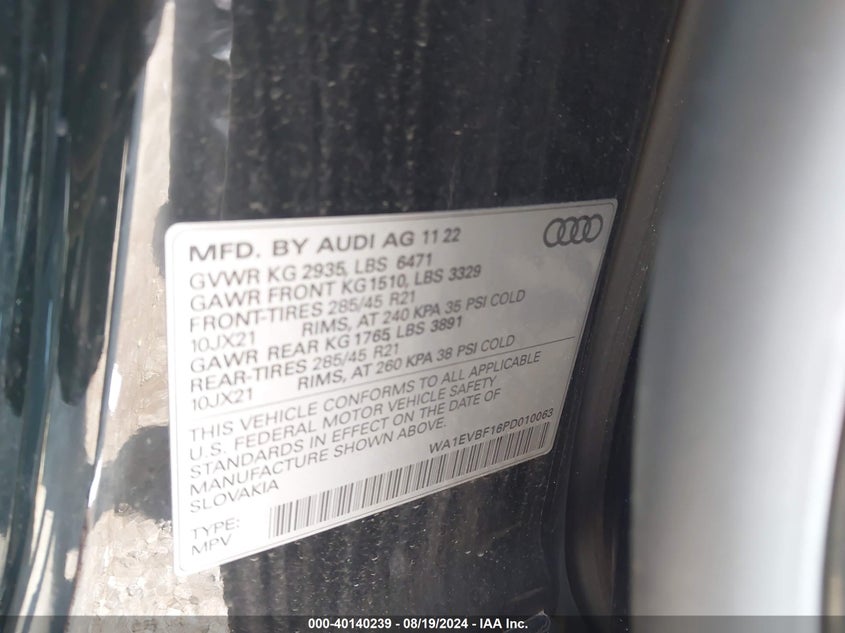 MFD. BY AUDI AG 11 22
GVWR KG 2935, LBS 6471
GAWR FRONT KG 1510, LBS 3329
FRONT-TIRES 285/45 R21
10JX21 RIMS, AT 240 KPA 35 PSI COLD
GAWR REAR KG 1765, LBS 3891
REAR-TIRES 285/45 R21
10JX21 RIMS, AT 260 KPA 38 PSI COLD
THIS VEHICLE CONFORMS TO ALL APPLICABLE
U.S. FEDERAL MOTOR VEHICLE SAFETY
STANDARDS IN EFFECT ON THE DATE OF
MANUFACTURE SHOWN ABOVE.
SLOVAKIA
WA1EVBF16PD010063
TYPE:
MPV
000-40140239 - 08/19/2024 - IAA Inc.